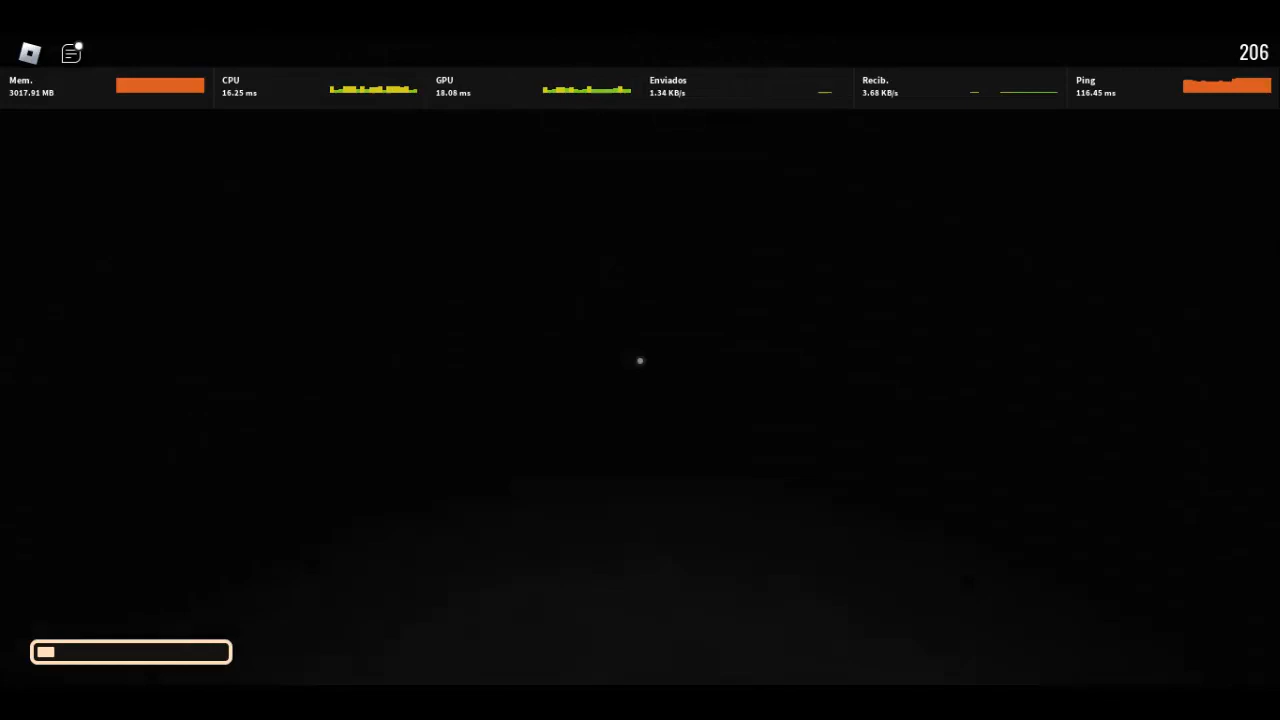 206
Mem. CPU GPU Enviados Recib. Ping
3017.91 MB 16.25 ms 18.08 ms 1.34 KB/s 3.68 KB/s 116.45 ms